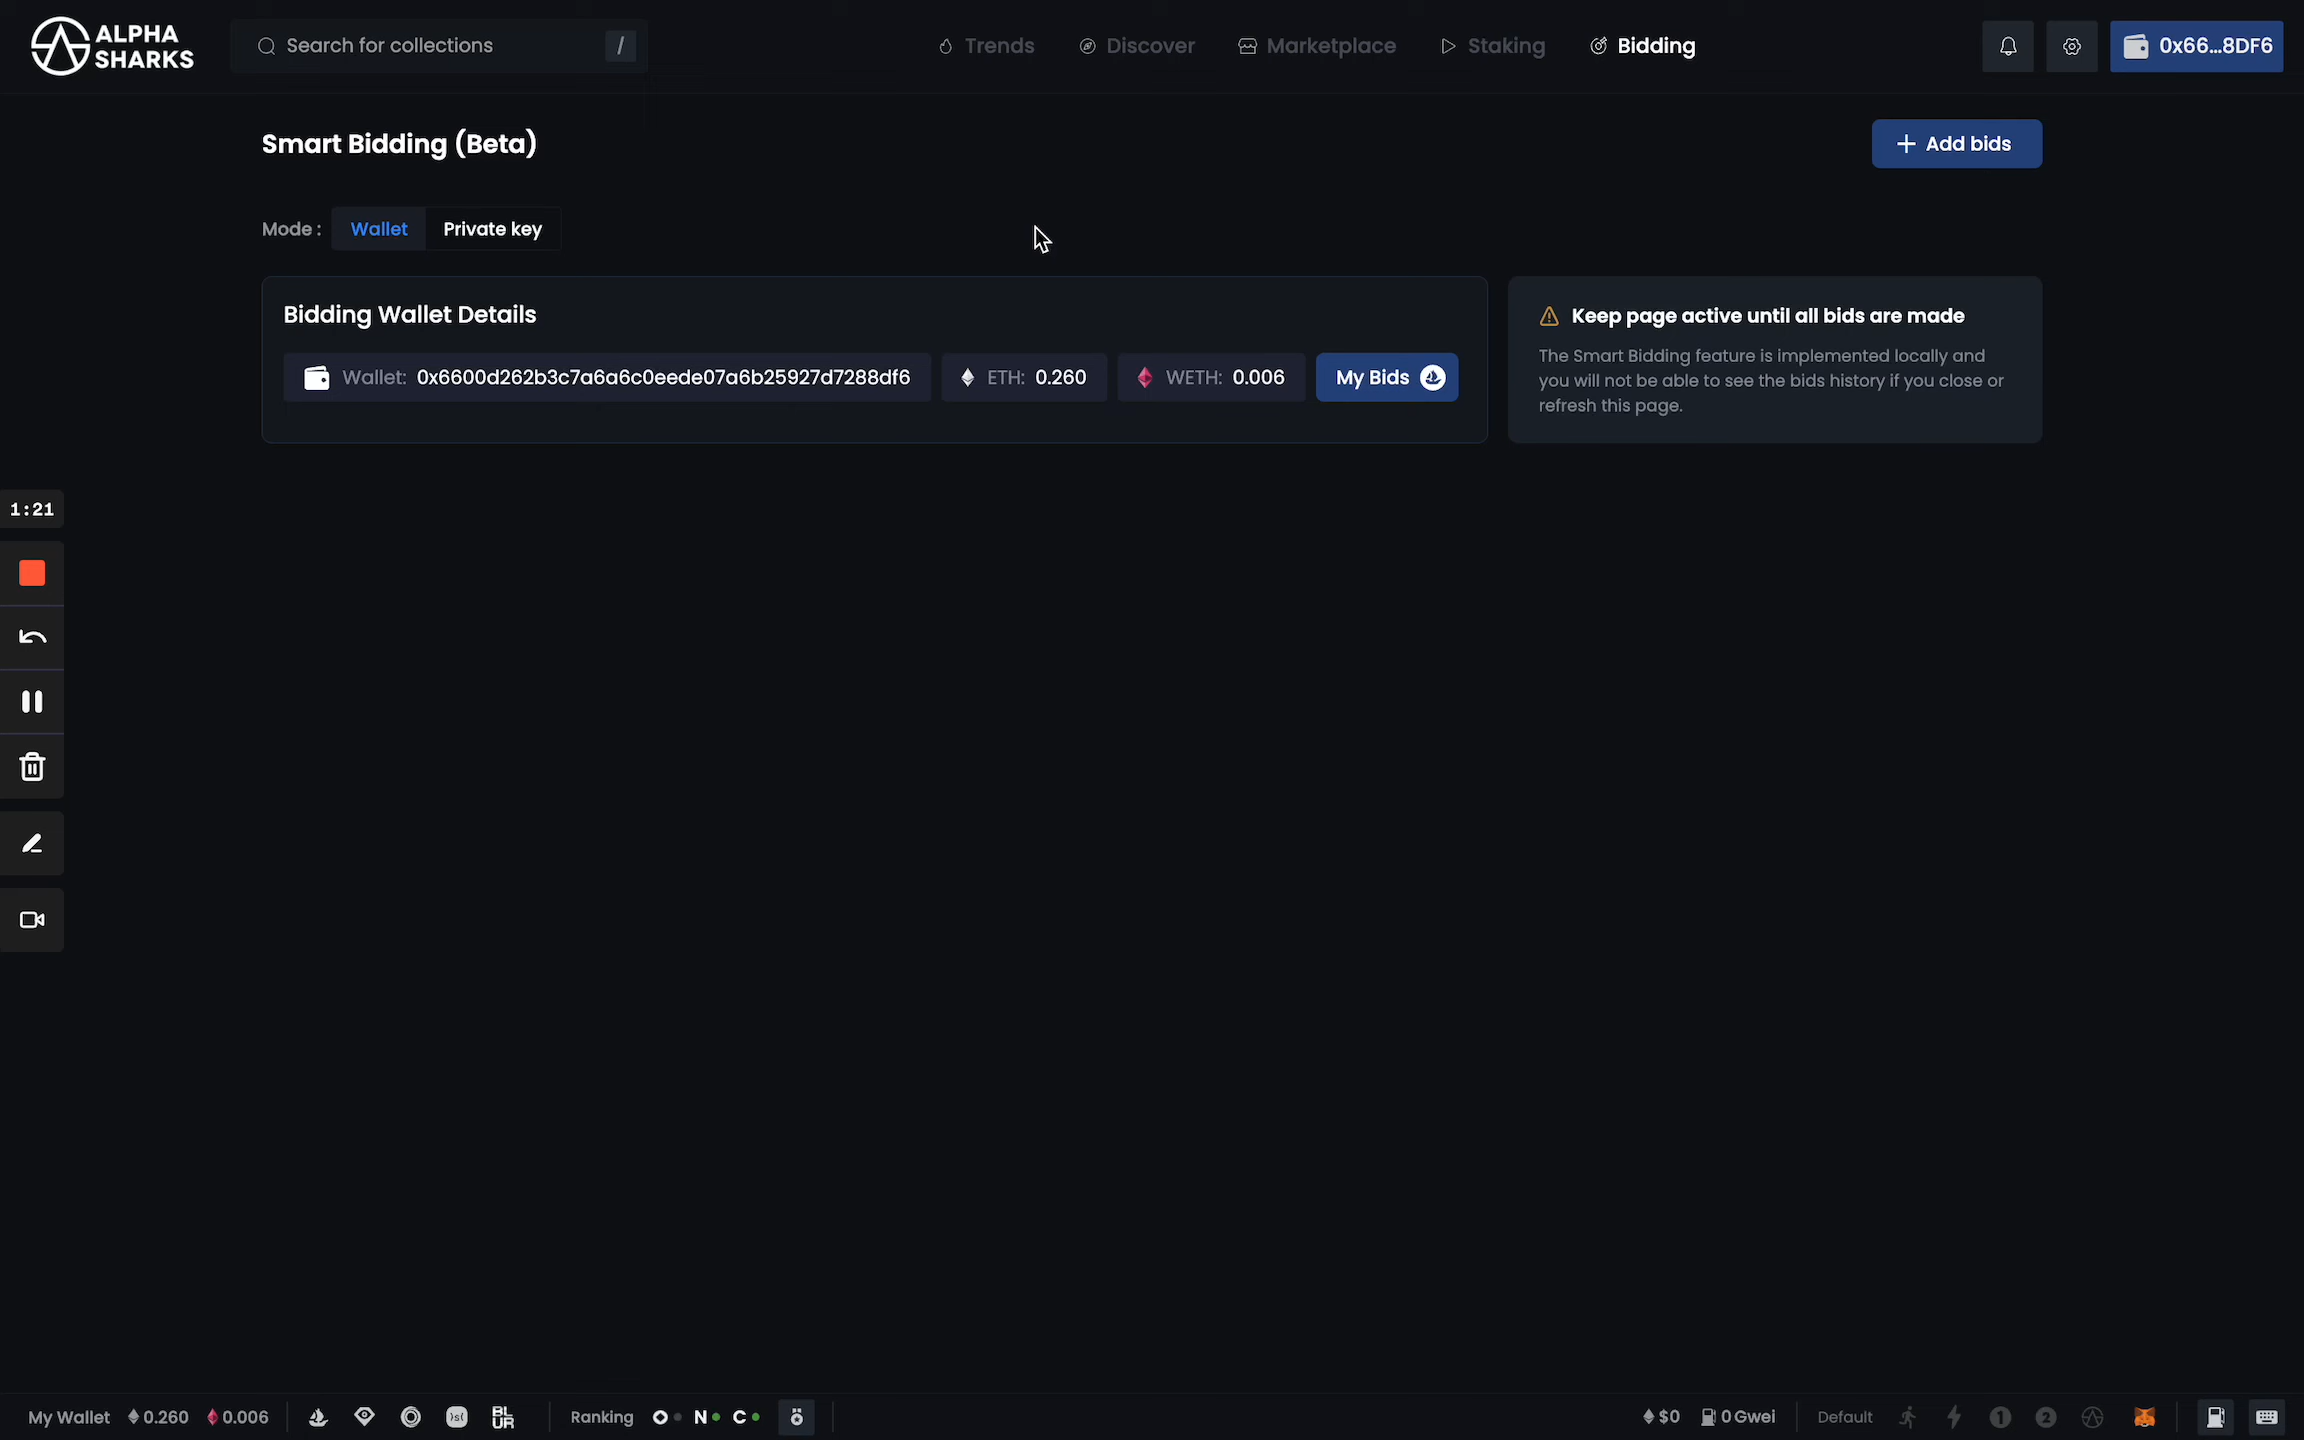 ALPHA
SHARKS
Search for collections /
Trends Discover Marketplace Staking Bidding
0x66...8DF6
Smart Bidding (Beta)
+ Add bids
Mode : Wallet Private key
Bidding Wallet Details
Wallet: 0x6600d262b3c7a6a6c0eede07a6b25927d7288df6 ETH: 0.260 WETH: 0.006 My Bids
Keep page active until all bids are made
The Smart Bidding feature is implemented locally and
you will not be able to see the bids history if you close or
refresh this page.
1:21
My Wallet 0.260 0.006 BL
UR Ranking O N C $0 0 Gwei Default 1 2